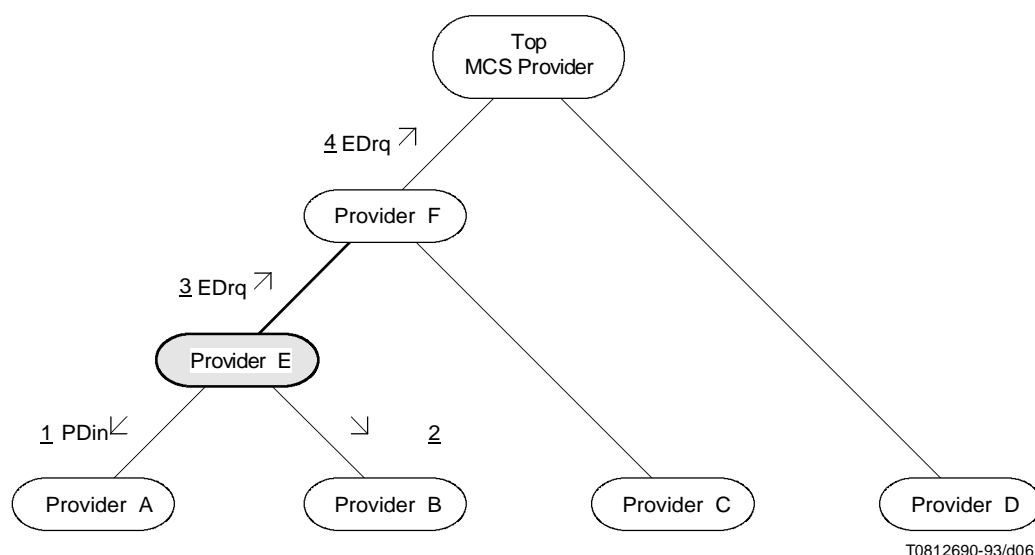 Top
MCS Provider
4 EDrq
Provider F
3 EDrq
Provider E
1 PDin
2
Provider A
Provider B
Provider C
Provider D
T0812690-93/d06